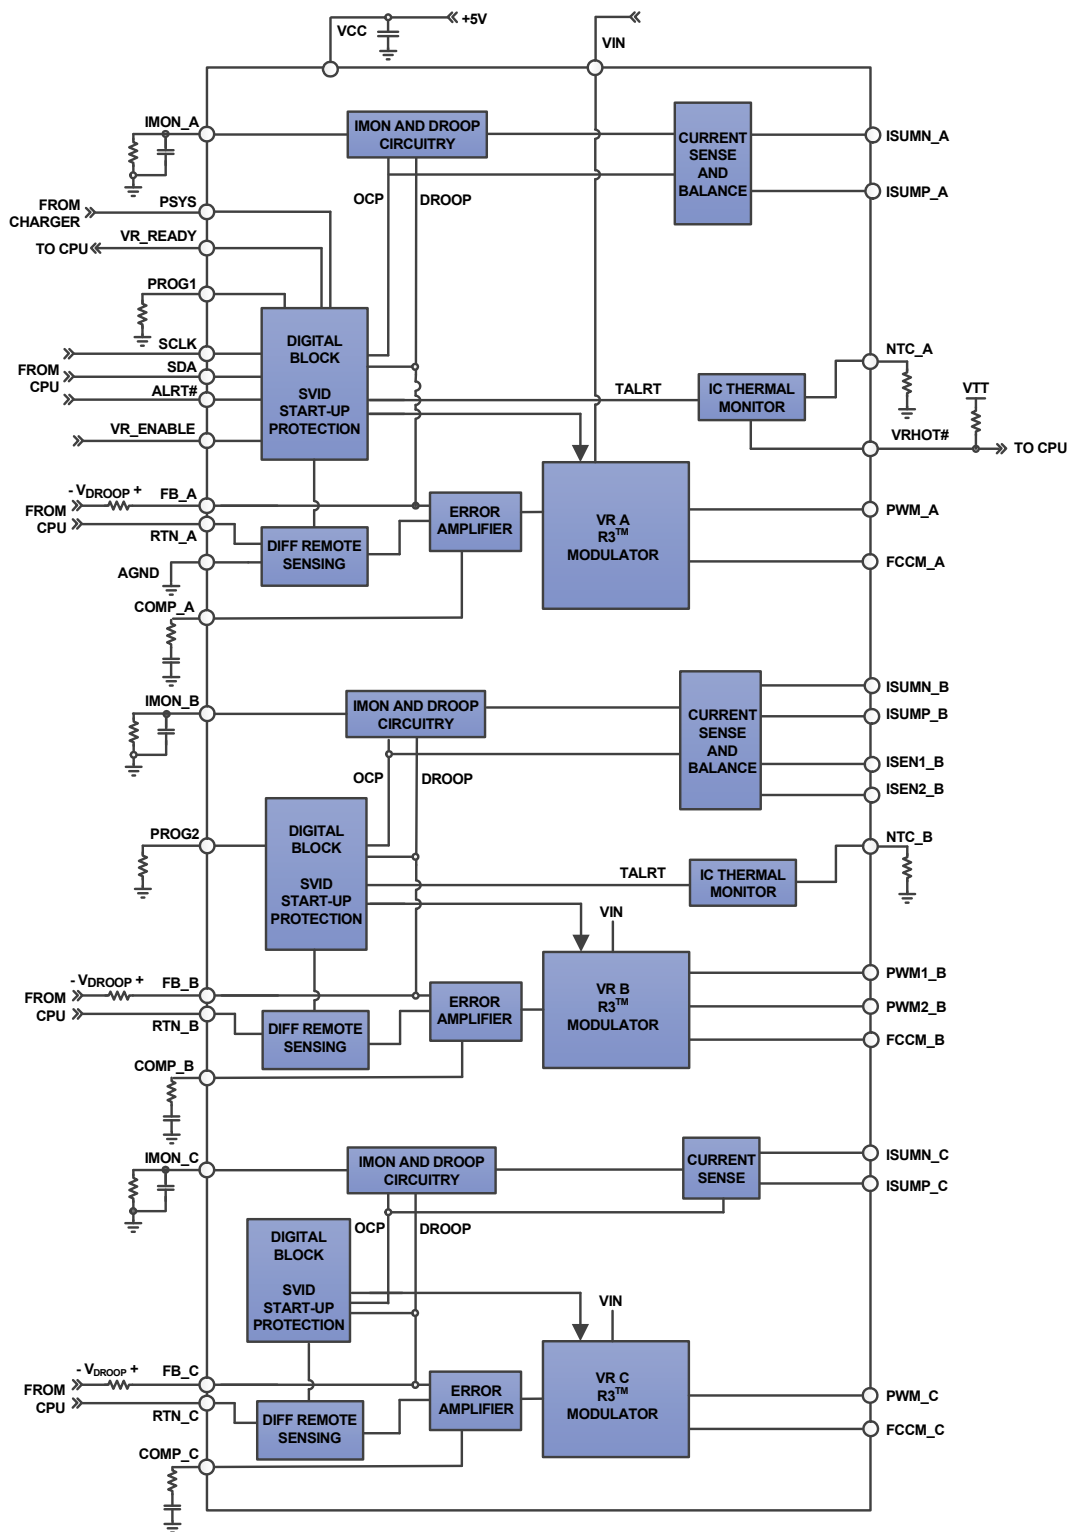 +5V
VCC
VIN
IMON_A
IMON AND DROOP
CIRCUITRY
CURRENT
SENSE
AND
BALANCE
ISUMN_A
ISUMP_A
OCP
DROOP
FROM
CHARGER
PSYS
TO CPU
VR_READY
PROG1
DIGITAL
BLOCK
SVID
START-UP
PROTECTION
FROM
CPU
SCLK
SDA
ALRT#
VR_ENABLE
TALRT
IC THERMAL
MONITOR
NTC_A
VTT
VRHOT#
TO CPU
- VDROOP +
FROM
CPU
FB_A
RTN_A
AGND
DIFF REMOTE
SENSING
ERROR
AMPLIFIER
VR A
R3™
MODULATOR
PWM_A
FCCM_A
COMP_A
IMON_B
IMON AND DROOP
CIRCUITRY
CURRENT
SENSE
AND
BALANCE
ISUMN_B
ISUMP_B
ISEN1_B
ISEN2_B
OCP
DROOP
PROG2
DIGITAL
BLOCK
SVID
START-UP
PROTECTION
TALRT
IC THERMAL
MONITOR
NTC_B
VIN
- VDROOP +
FROM
CPU
FB_B
RTN_B
DIFF REMOTE
SENSING
ERROR
AMPLIFIER
VR B
R3™
MODULATOR
PWM1_B
PWM2_B
FCCM_B
COMP_B
IMON_C
IMON AND DROOP
CIRCUITRY
CURRENT
SENSE
ISUMN_C
ISUMP_C
OCP
DROOP
DIGITAL
BLOCK
SVID
START-UP
PROTECTION
VIN
- VDROOP +
FROM
CPU
FB_C
RTN_C
DIFF REMOTE
SENSING
ERROR
AMPLIFIER
VR C
R3™
MODULATOR
PWM_C
FCCM_C
COMP_C